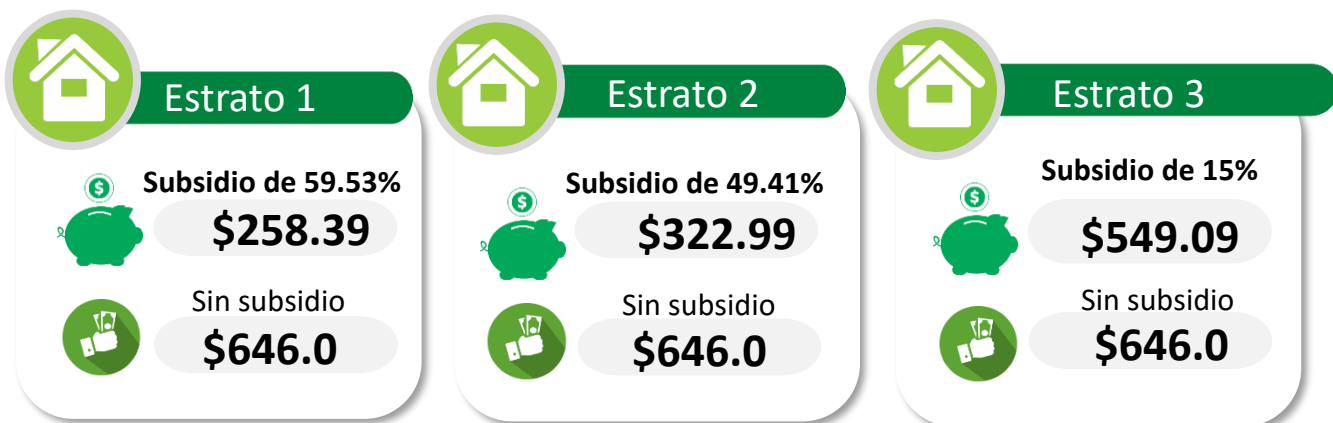 Estrato 1
Subsidio de 59.53%
$
$258.39
Sin subsidio
$646.0
Estrato 2
Subsidio de 49.41%
$
$322.99
Sin subsidio
$646.0
Estrato 3
Subsidio de 15%
$
$549.09
Sin subsidio
$646.0